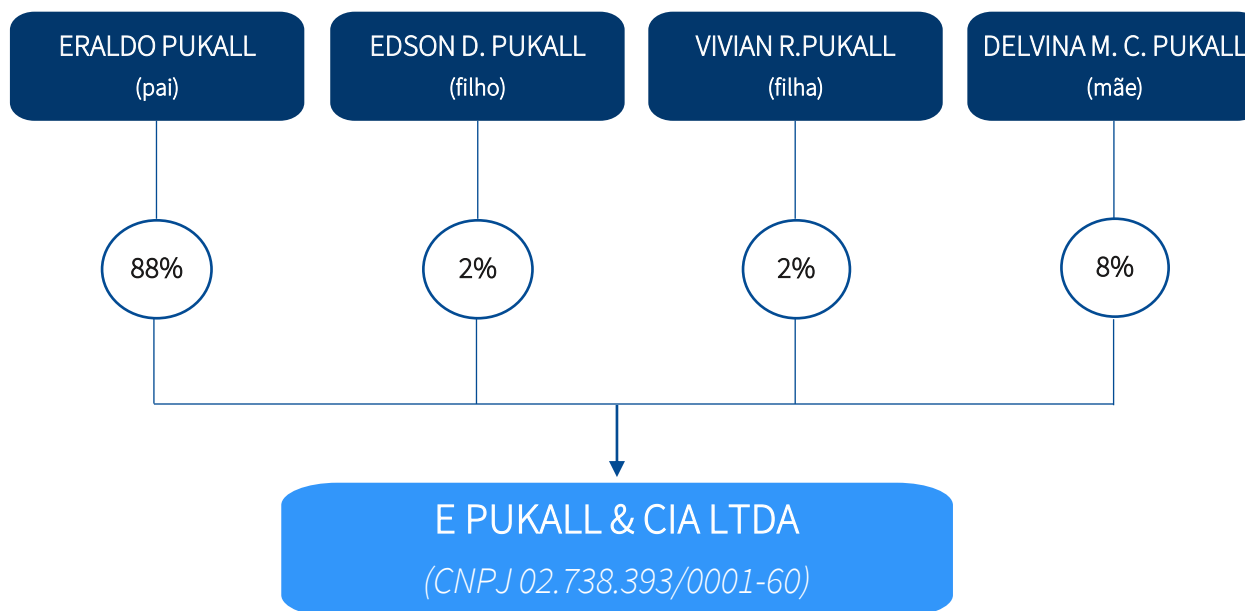 ERALDO PUKALL
(pai)
EDSON D. PUKALL
(filho)
VIVIAN R.PUKALL
(filha)
DELVINA M. C. PUKALL
(mãe)
88%
2%
2%
8%
E PUKALL & CIA LTDA
(CNPJ 02.738.393/0001-60)